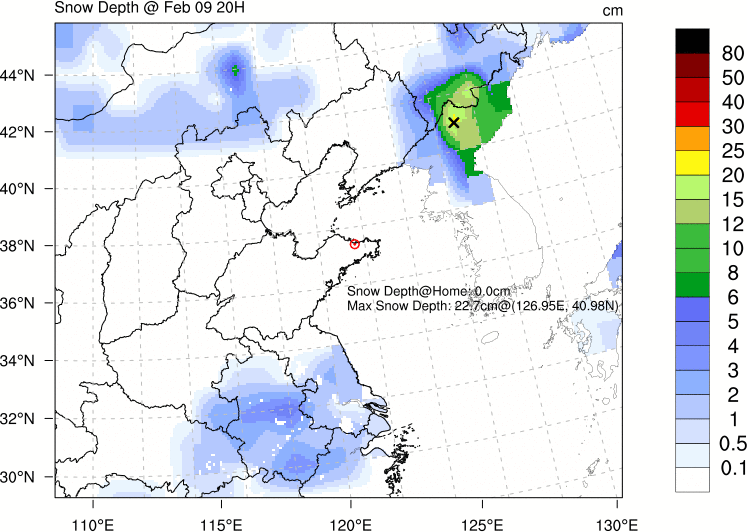 Snow Depth @ Feb 09 20H
cm
44°N
42°N
40°N
38°N
36°N
34°N
32°N
30°N
110°E
115°E
120°E
125°E
130°E
Snow Depth@Home: 0.0cm
Max Snow Depth: 22.7cm@(126.95E, 40.98N)
80
50
40
30
25
20
15
12
10
8
6
5
4
3
2
1
0.5
0.1